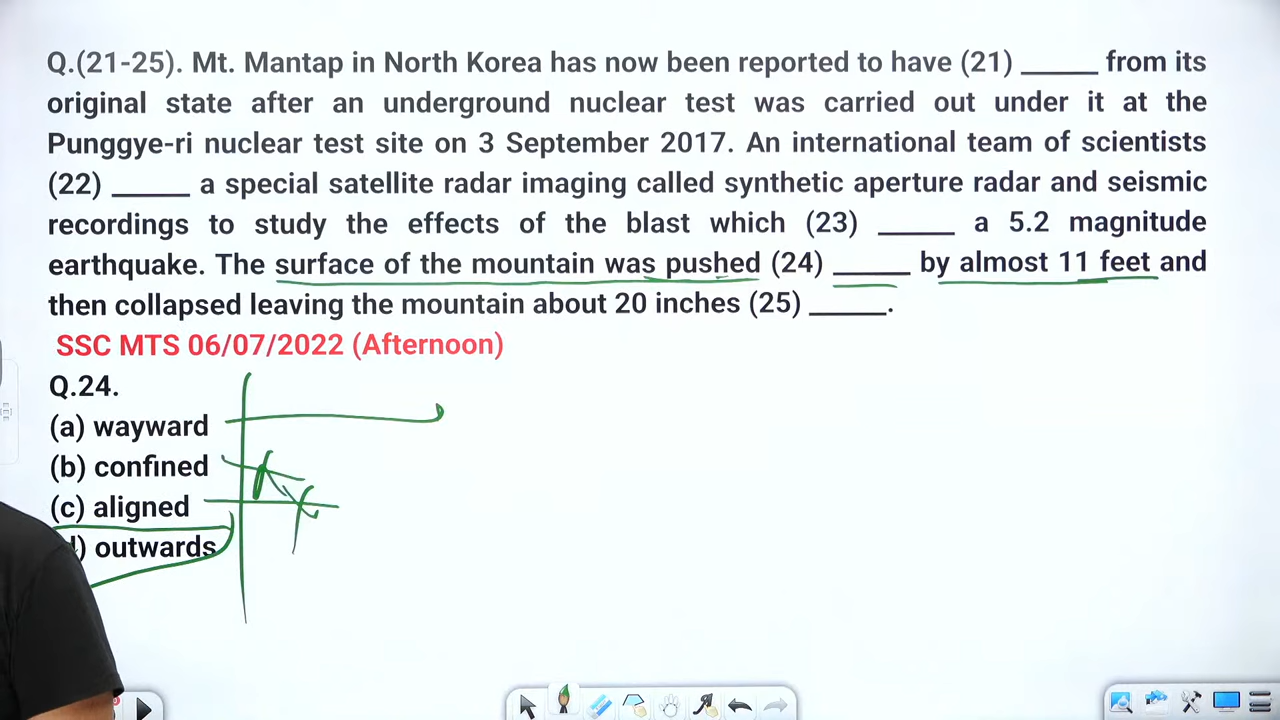 Q.(21-25). Mt. Mantap in North Korea has now been reported to have (21) _____ from its
original state after an underground nuclear test was carried out under it at the
Punggye-ri nuclear test site on 3 September 2017. An international team of scientists
(22) _____ a special satellite radar imaging called synthetic aperture radar and seismic
recordings to study the effects of the blast which (23) _____ a 5.2 magnitude
earthquake. The surface of the mountain was pushed (24) _____ by almost 11 feet and
then collapsed leaving the mountain about 20 inches (25) _____.
SSC MTS 06/07/2022 (Afternoon)
Q.24.
(a) wayward
(b) confined
(c) aligned
d) outwards